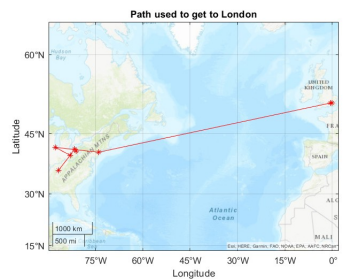 Path used to get to London
Hudson
Bay
60°N
UNITED
KINGDOM
Latitude
45°N
APPALACHIAN MTNS
SPAIN
30°N
Atlantic
Ocean
1000 km
500 mi
MALI
15°N
Esri, HERE, Garmin, FAO, NOAA, EPA, AAFC, NRCan
75°W 60°W 45°W 30°W 15°W 0°
Longitude